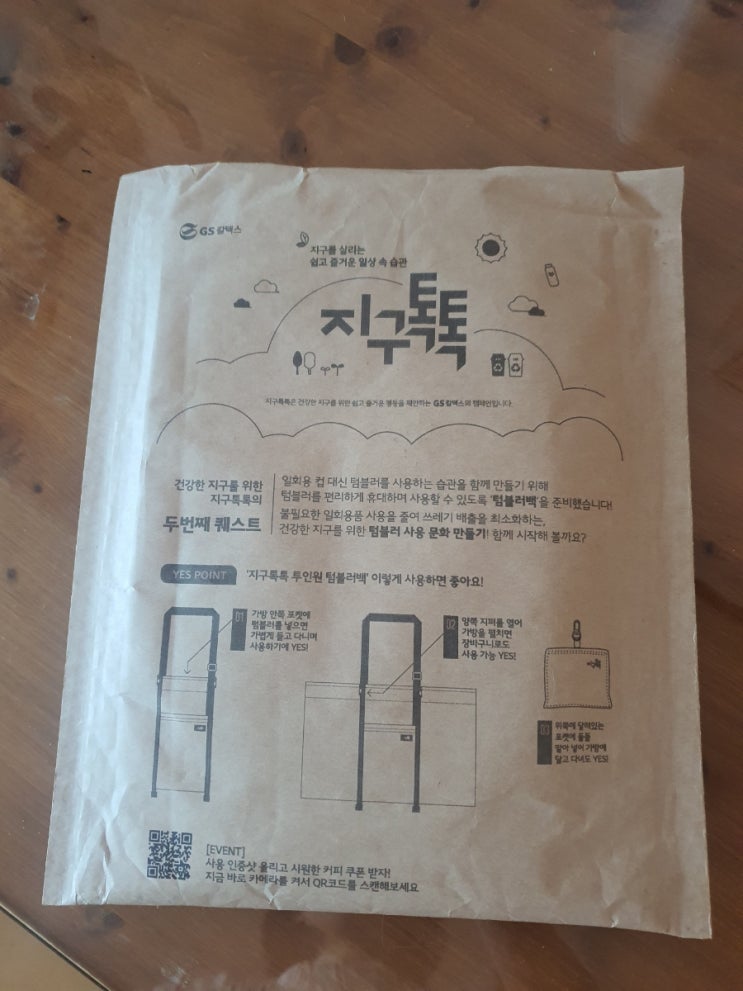 GS칼텍스
지구를 살리는
쉽고 즐거운 일상 속 습관
지구톡톡
지구톡톡은 건강한 지구를 위한 쉽고 즐거운 행동을 제안하는 GS칼텍스의 캠페인입니다.
건강한 지구를 위한
지구톡톡의
두번째 퀘스트
일회용 컵 대신 텀블러를 사용하는 습관을 함께 만들기 위해
텀블러를 편리하게 휴대하며 사용할 수 있도록 '텀블러백'을 준비했습니다!
불필요한 일회용품 사용을 줄여 쓰레기 배출을 최소화하는,
건강한 지구를 위한 텀블러 사용 문화 만들기! 함께 시작해 볼까요?
YES POINT
'지구톡톡 투인원 텀블러백' 이렇게 사용하면 좋아요!
01
가방 안쪽 포켓에
텀블러를 넣으면
가볍게 들고 다니며
사용하기에 YES!
02
양쪽 지퍼를 열어
가방을 펼치면
장바구니로도
사용 가능 YES!
03
위쪽에 달려있는
포켓에 돌돌
말아 넣어 가방에
달고 다녀도 YES!
[EVENT]
사용 인증샷 올리고 시원한 커피 쿠폰 받자!
지금 바로 카메라를 켜서 QR코드를 스캔해보세요